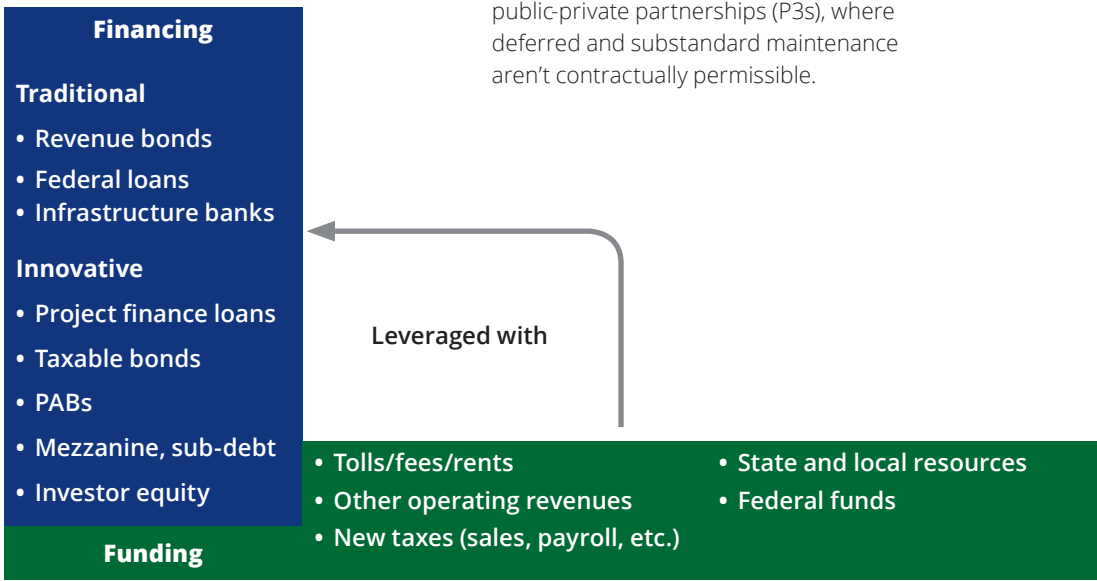 public-private partnerships (P3s), where
deferred and substandard maintenance
aren’t contractually permissible.
Financing
Traditional
• Revenue bonds
• Federal loans
• Infrastructure banks
Innovative
• Project finance loans
• Taxable bonds
• PABs
• Mezzanine, sub-debt
• Investor equity
Leveraged with
• Tolls/fees/rents
• Other operating revenues
• New taxes (sales, payroll, etc.)
• State and local resources
• Federal funds
Funding